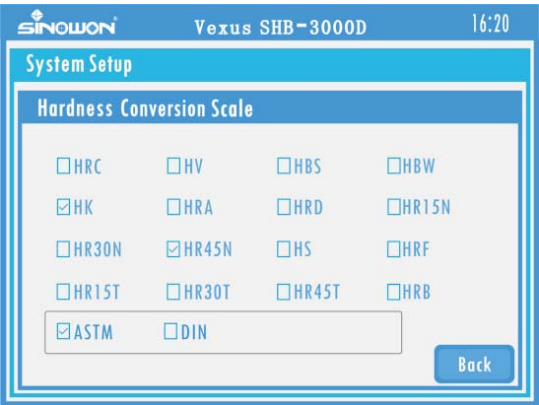 SINOWON Vexus SHB-3000D 16:20
System Setup
Hardness Conversion Scale
HRC HV HBS HBW
HK HRA HRD HR15N
HR30N HR45N HS HRF
HR15T HR30T HR45T HRB
ASTM DIN
Back